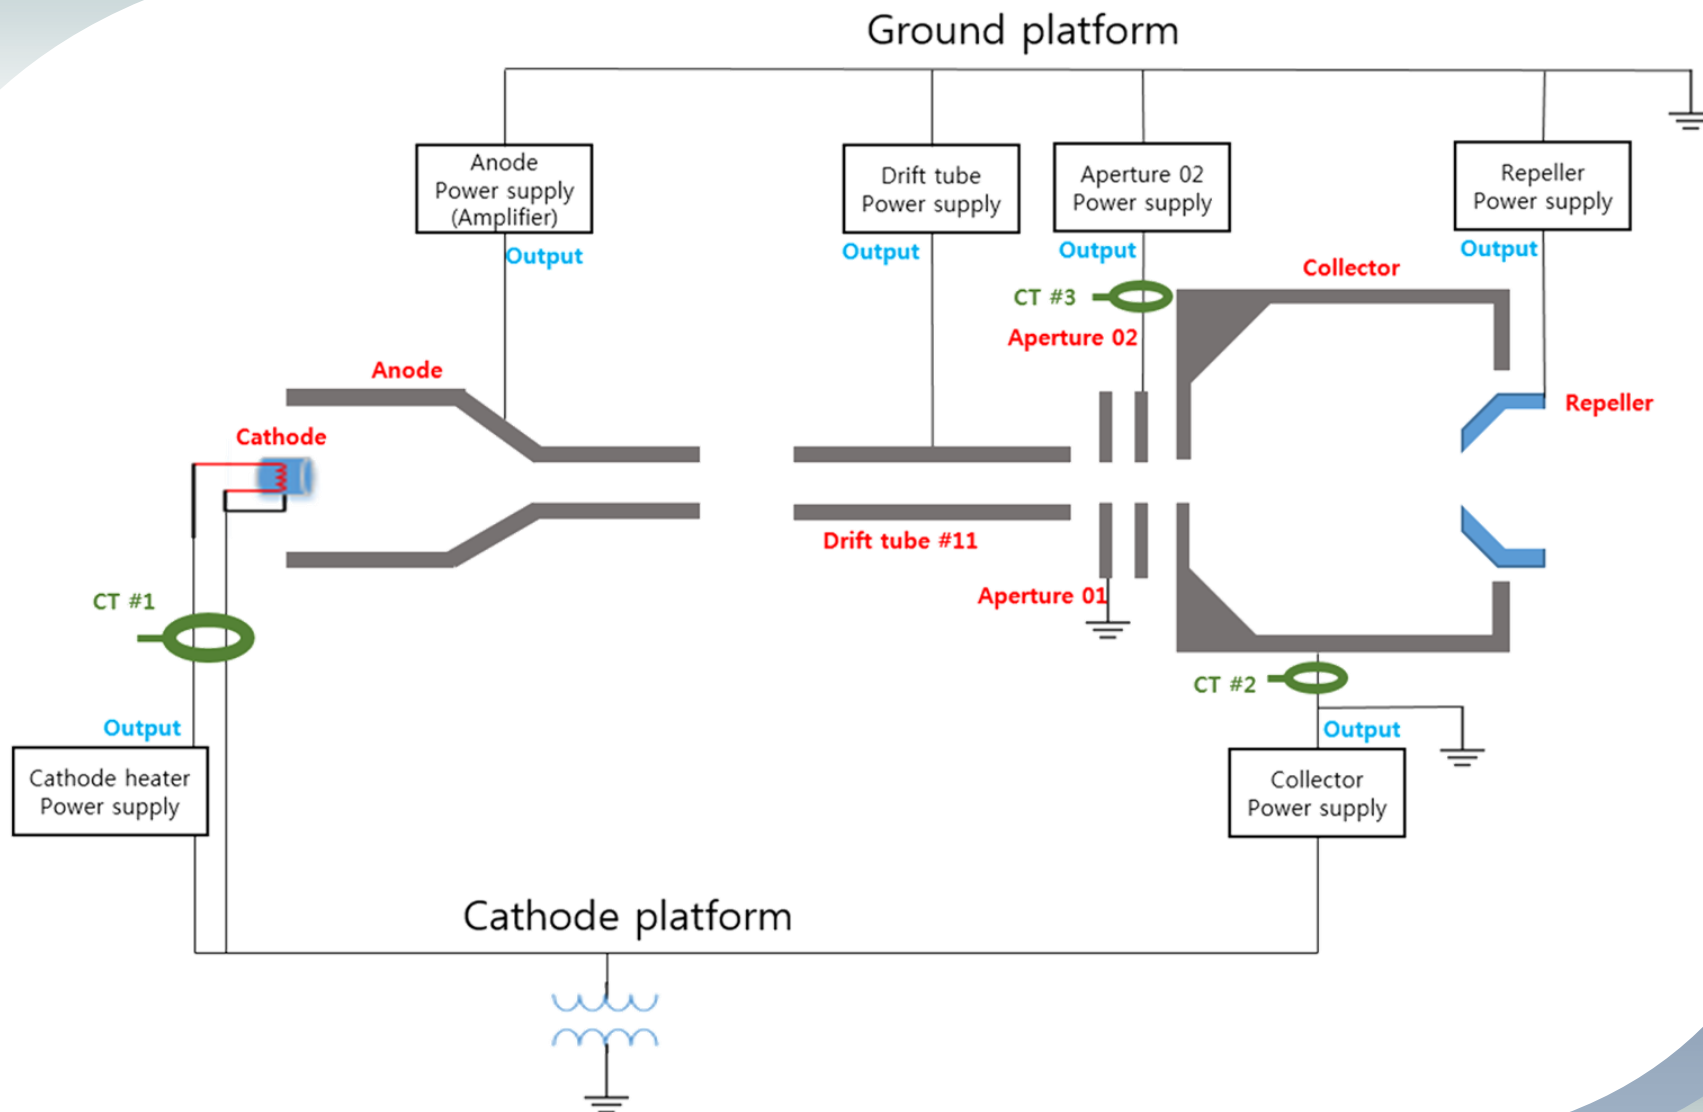 Ground platform
Anode
Power supply
(Amplifier)
Output
Drift tube
Power supply
Output
Aperture 02
Power supply
Output
Repeller
Power supply
Output
Collector
CT #3
Aperture 02
Anode
Repeller
Cathode
Drift tube #11
Aperture 01
CT #1
CT #2
Output
Output
Cathode heater
Power supply
Collector
Power supply
Cathode platform